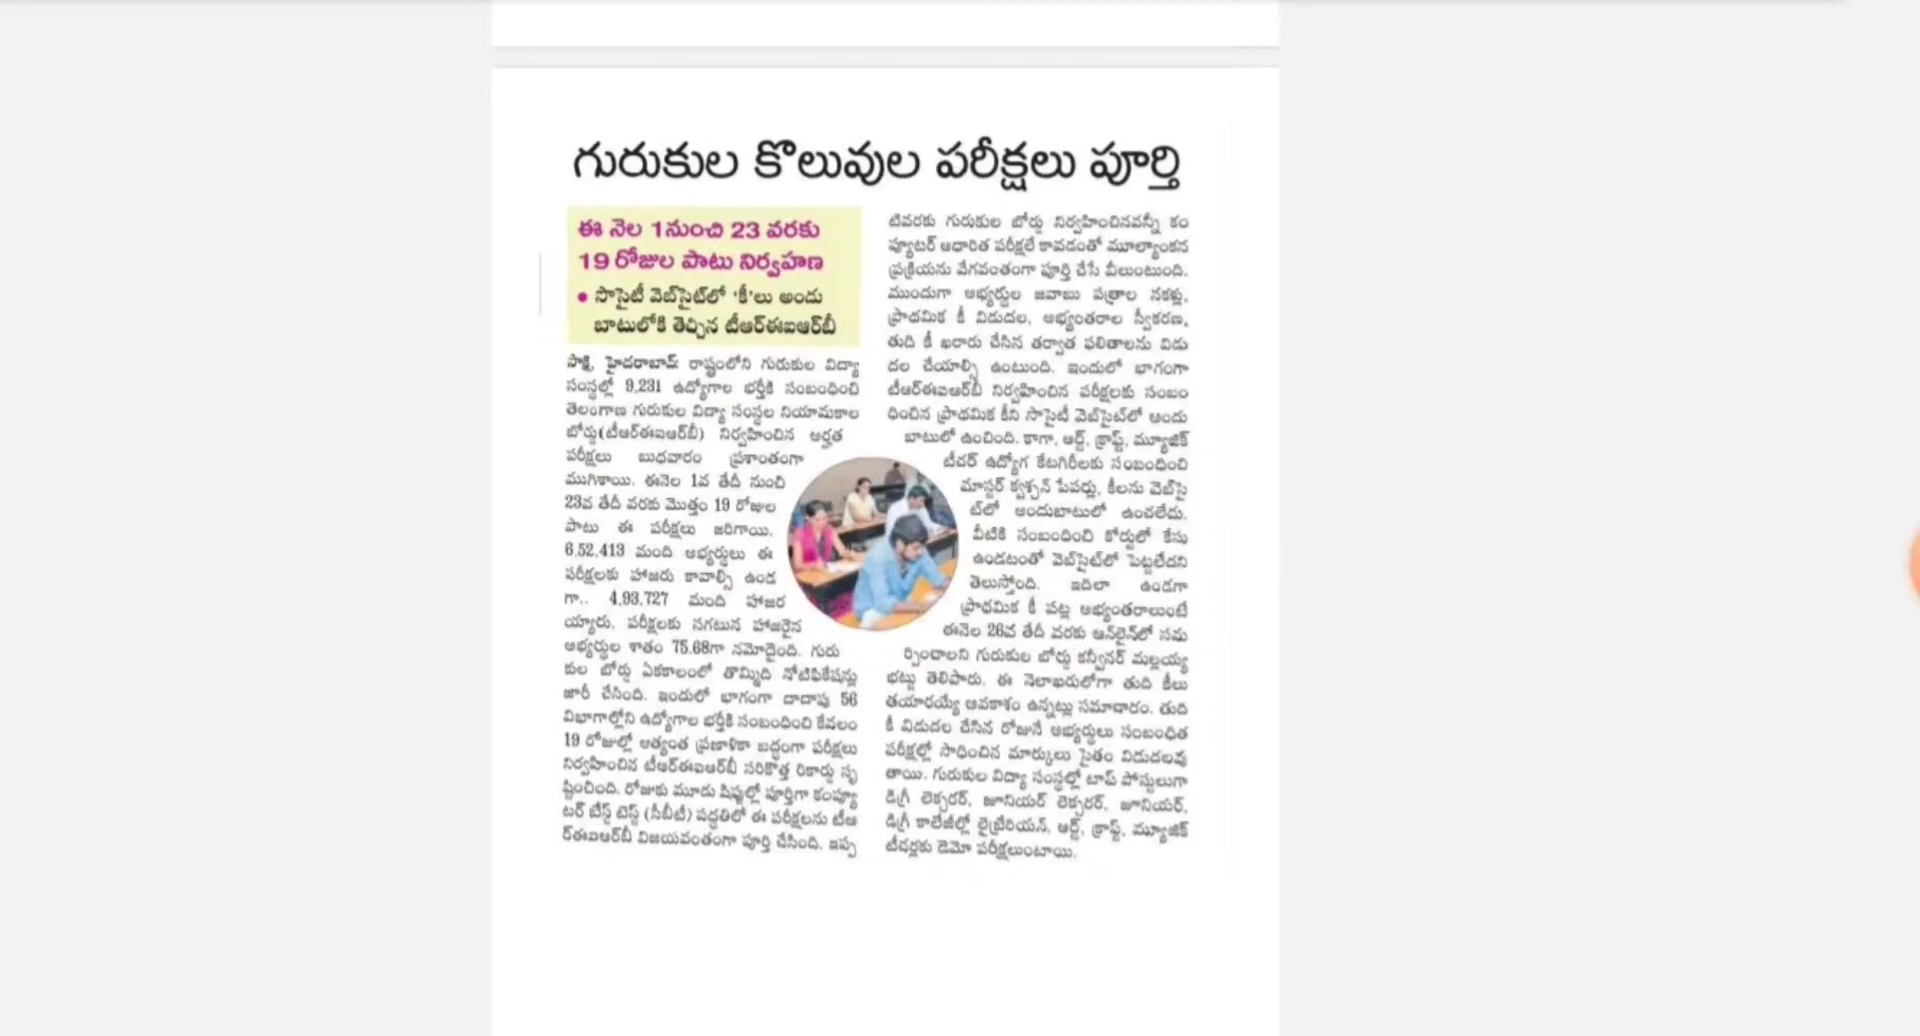 గురుకుల కొలువుల పరీక్షలు పూర్తి
ఈ నెల 1నుంచి 23 వరకు
19 రోజుల పాటు నిర్వహణ
• సొసైటీ వెబ్‌సైట్‌లో 'కీ'లు అందు
బాటులోకి తెచ్చిన టీఆర్‌ఈఐఆర్‌బీ
సాక్షి, హైదరాబాద్‌: రాష్ట్రంలోని గురుకుల విద్యా
సంస్థల్లో 9,231 ఉద్యోగాల భర్తీకి సంబంధించి
తెలంగాణ గురుకుల విద్యా సంస్థల నియామకాల
బోర్డు(టీఆర్‌ఈఐఆర్‌బీ) నిర్వహించిన అర్హత
పరీక్షలు బుధవారం ప్రశాంతంగా
ముగిశాయి. ఈనెల 1వ తేదీ నుంచి
23వ తేదీ వరకు మొత్తం 19 రోజుల
పాటు ఈ పరీక్షలు జరిగాయి.
6,52,413 మంది అభ్యర్థులు ఈ
పరీక్షలకు హాజరు కావాల్సి ఉండ
గా.. 4,93,727 మంది హాజర
య్యారు. పరీక్షలకు సగటున హాజరైన
అభ్యర్థుల శాతం 75.68గా నమోదైంది. గురు
కుల బోర్డు ఏకకాలంలో తొమ్మిది నోటిఫికేషన్లు
జారీ చేసింది. ఇందులో భాగంగా దాదాపు 56
విభాగాల్లోని ఉద్యోగాల భర్తీకి సంబంధించి కేవలం
19 రోజుల్లో అత్యంత ప్రణాళికా బద్ధంగా పరీక్షలు
నిర్వహించిన టీఆర్‌ఈఐఆర్‌బీ సరికొత్త రికార్డు సృ
ష్టించింది. రోజుకు మూడు షిఫ్టుల్లో పూర్తిగా కంప్యూ
టర్‌ బేస్డ్‌ టెస్ట్‌ (సీబీటీ) పద్ధతిలో ఈ పరీక్షలను టీఆ
ర్‌ఈఐఆర్‌బీ విజయవంతంగా పూర్తి చేసింది. ఇప్ప
టివరకు గురుకుల బోర్డు నిర్వహించినవన్నీ కం
ప్యూటర్‌ ఆధారిత పరీక్షలే కావడంతో మూల్యాంకన
ప్రక్రియను వేగవంతంగా పూర్తి చేసే వీలుంటుంది.
ముందుగా అభ్యర్థుల జవాబు పత్రాల నకళ్లు,
ప్రాథమిక కీ విడుదల, అభ్యంతరాల స్వీకరణ,
తుది కీ ఖరారు చేసిన తర్వాత ఫలితాలను విడు
దల చేయాల్సి ఉంటుంది. ఇందులో భాగంగా
టీఆర్‌ఈఐఆర్‌బీ నిర్వహించిన పరీక్షలకు సంబం
ధించిన ప్రాథమిక కీని సొసైటీ వెబ్‌సైట్‌లో అందు
బాటులో ఉంచింది. కాగా, ఆర్ట్‌, క్రాఫ్ట్‌, మ్యూజిక్‌
టీచర్‌ ఉద్యోగ కేటగిరీలకు సంబంధించి
మాస్టర్‌ క్వశ్చన్‌ పేపర్లు, కీలను వెబ్‌సై
ట్‌లో అందుబాటులో ఉంచలేదు.
వీటికి సంబంధించి కోర్టులో కేసు
ఉండటంతో వెబ్‌సైట్‌లో పెట్టలేదని
తెలుస్తోంది. ఇదిలా ఉండగా
ప్రాథమిక కీ పట్ల అభ్యంతరాలుంటే
ఈనెల 26వ తేదీ వరకు ఆన్‌లైన్‌లో సమ
ర్పించాలని గురుకుల బోర్డు కన్వీనర్‌ మల్లయ్య
భట్టు తెలిపారు. ఈ నెలాఖరులోగా తుది కీలు
తయారయ్యే అవకాశం ఉన్నట్లు సమాచారం. తుది
కీ విడుదల చేసిన రోజునే అభ్యర్థులు సంబంధిత
పరీక్షల్లో సాధించిన మార్కులు సైతం విడుదలవు
తాయి. గురుకుల విద్యా సంస్థల్లో టాప్‌ పోస్టులుగా
డిగ్రీ లెక్చరర్‌, జూనియర్‌ లెక్చరర్‌, జూనియర్‌,
డిగ్రీ కాలేజీల్లో లైబ్రేరియన్‌, ఆర్ట్‌, క్రాఫ్ట్‌, మ్యూజిక్‌
టీచర్లకు డెమో పరీక్షలుంటాయి.